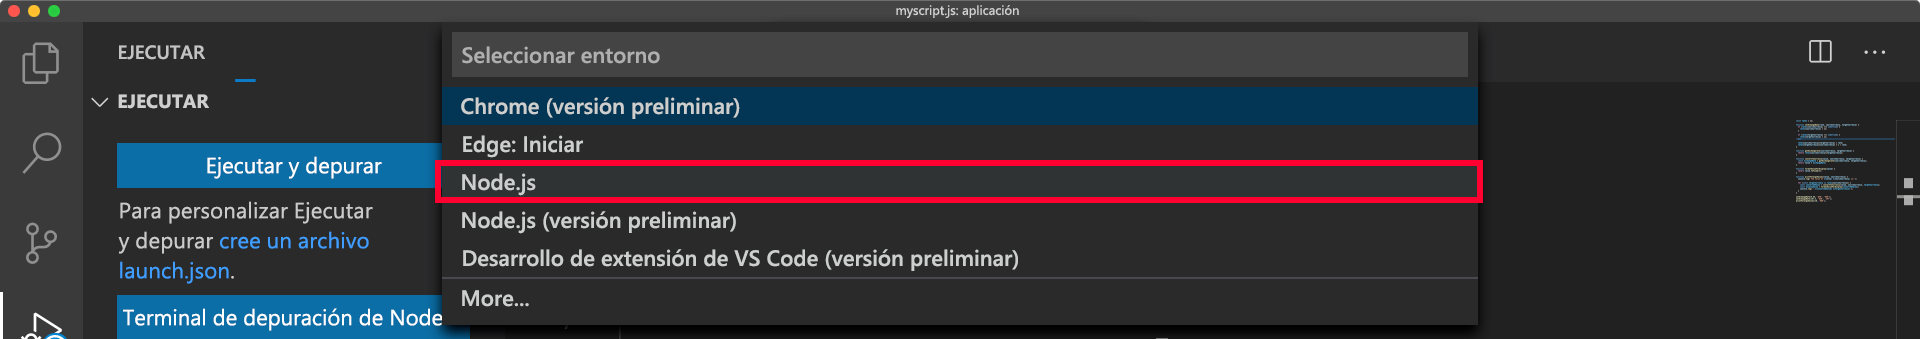 myscript.js: aplicación
EJECUTAR
EJECUTAR
Ejecutar y depurar
Para personalizar Ejecutar
y depurar cree un archivo
launch.json.
Terminal de depuración de Node
Seleccionar entorno
Chrome (versión preliminar)
Edge: Iniciar
Node.js
Node.js (versión preliminar)
Desarrollo de extensión de VS Code (versión preliminar)
More...